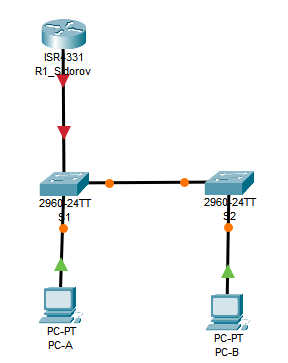 ISR4331
R1_Sidorov
2960-24TT
S1
2960-24TT
S2
PC-PT
PC-A
PC-PT
PC-B